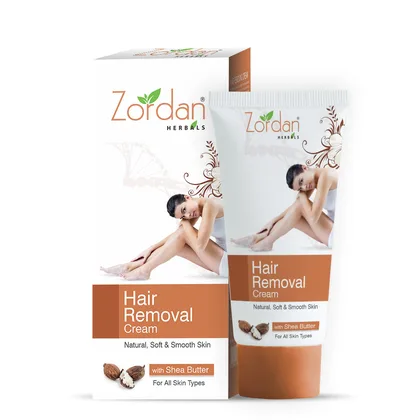 Zordan®
HERBALS
Hair
Removal
Cream
Natural, Soft & Smooth Skin
with Shea Butter
For All Skin Types
Zordan®
HERBALS
Hair
Removal
Cream
Natural, Soft & Smooth Skin
with Shea Butter
For All Skin Types